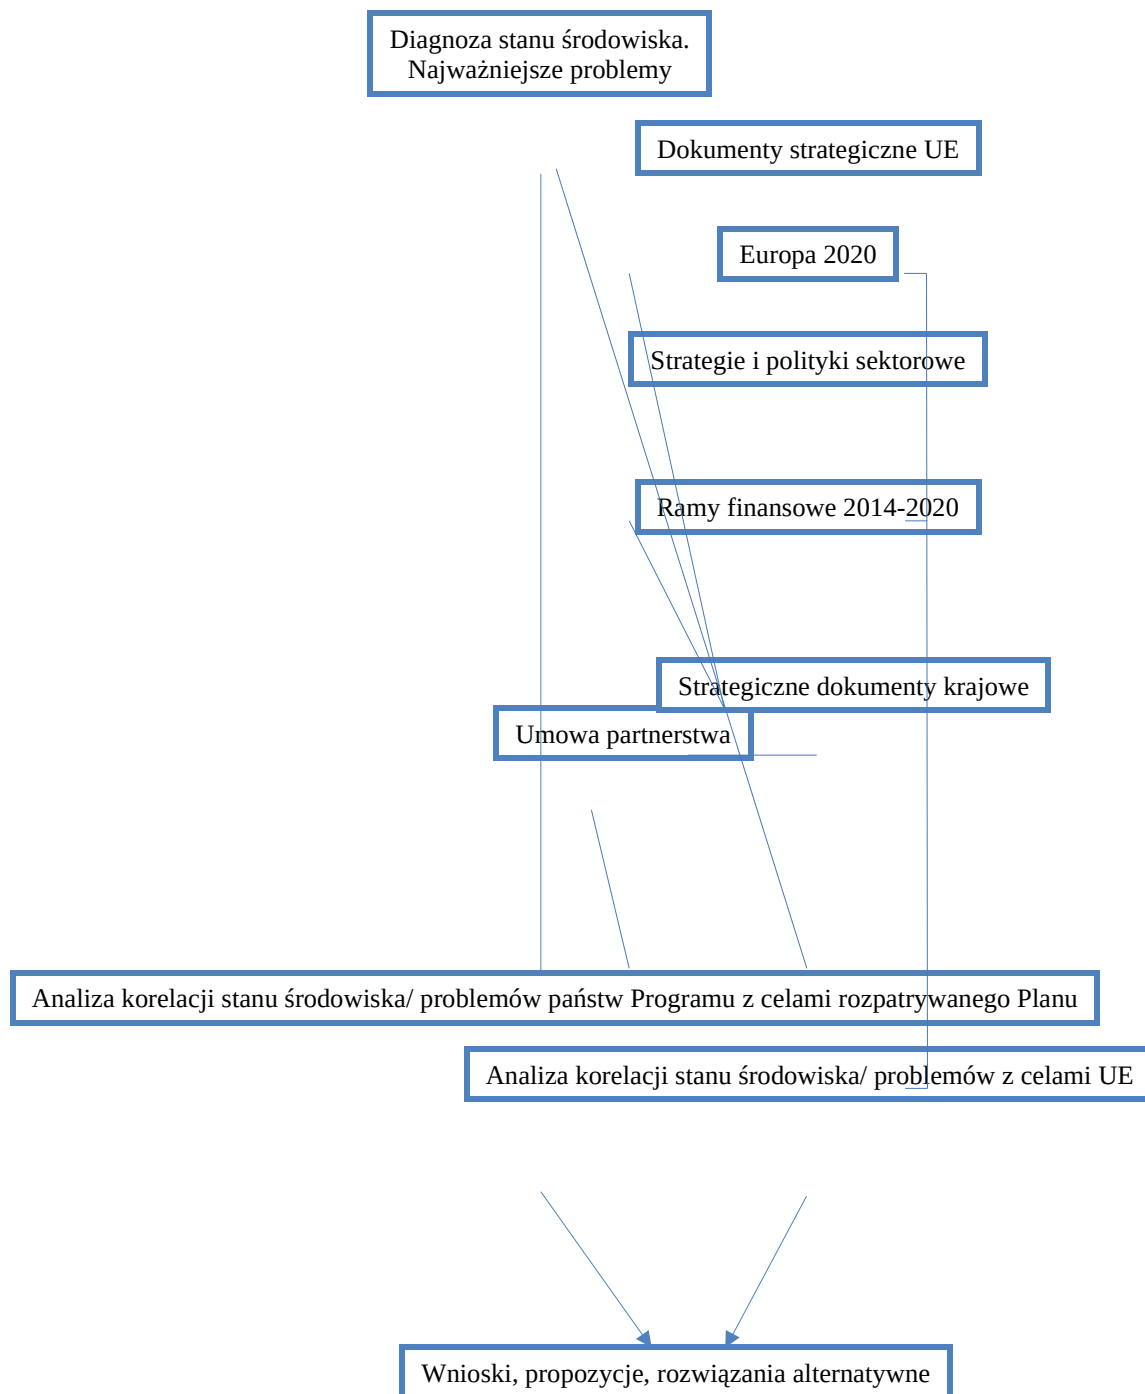 Diagnoza stanu środowiska.
Najważniejsze problemy
Dokumenty strategiczne UE
Europa 2020
Strategie i polityki sektorowe
Ramy finansowe 2014-2020
Strategiczne dokumenty krajowe
Umowa partnerstwa
Analiza korelacji stanu środowiska/ problemów państw Programu z celami rozpatrywanego Planu
Analiza korelacji stanu środowiska/ problemów z celami UE
Wnioski, propozycje, rozwiązania alternatywne